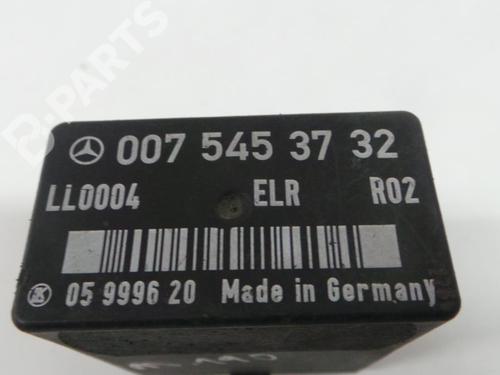 B-PARTS
007 545 37 32
LL0004 ELR R02
05 9996 20 Made in Germany